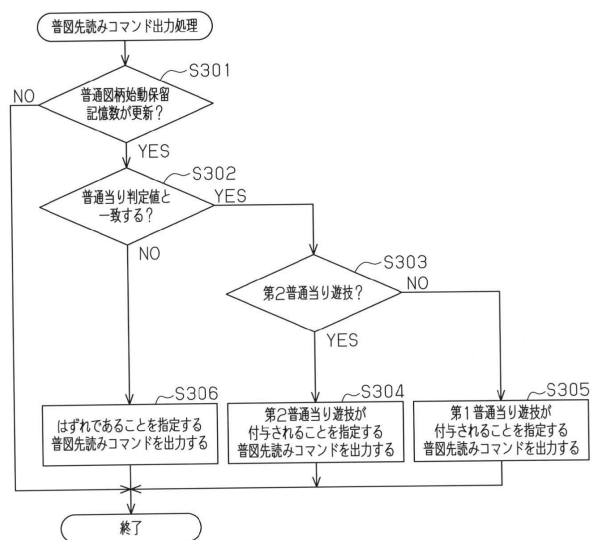 普図先読みコマンド出力処理
S301
普通図柄始動保留
記憶数が更新?
NO
YES
S302
普通当り判定値と
一致する?
YES
NO
S303
第2普通当り遊技?
NO
YES
S306
はずれであることを指定する
普図先読みコマンドを出力する
S304
第2普通当り遊技が
付与されることを指定する
普図先読みコマンドを出力する
S305
第1普通当り遊技が
付与されることを指定する
普図先読みコマンドを出力する
終了